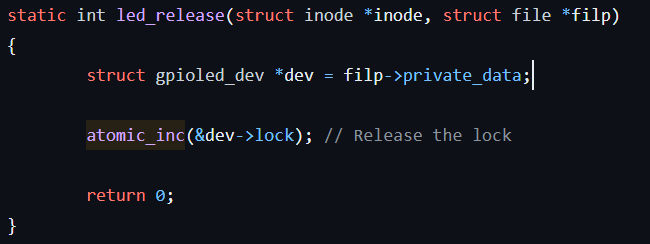 static int led_release(struct inode *inode, struct file *filp)
{
        struct gpioled_dev *dev = filp->private_data;
        atomic_inc(&dev->lock); // Release the lock
        return 0;
}